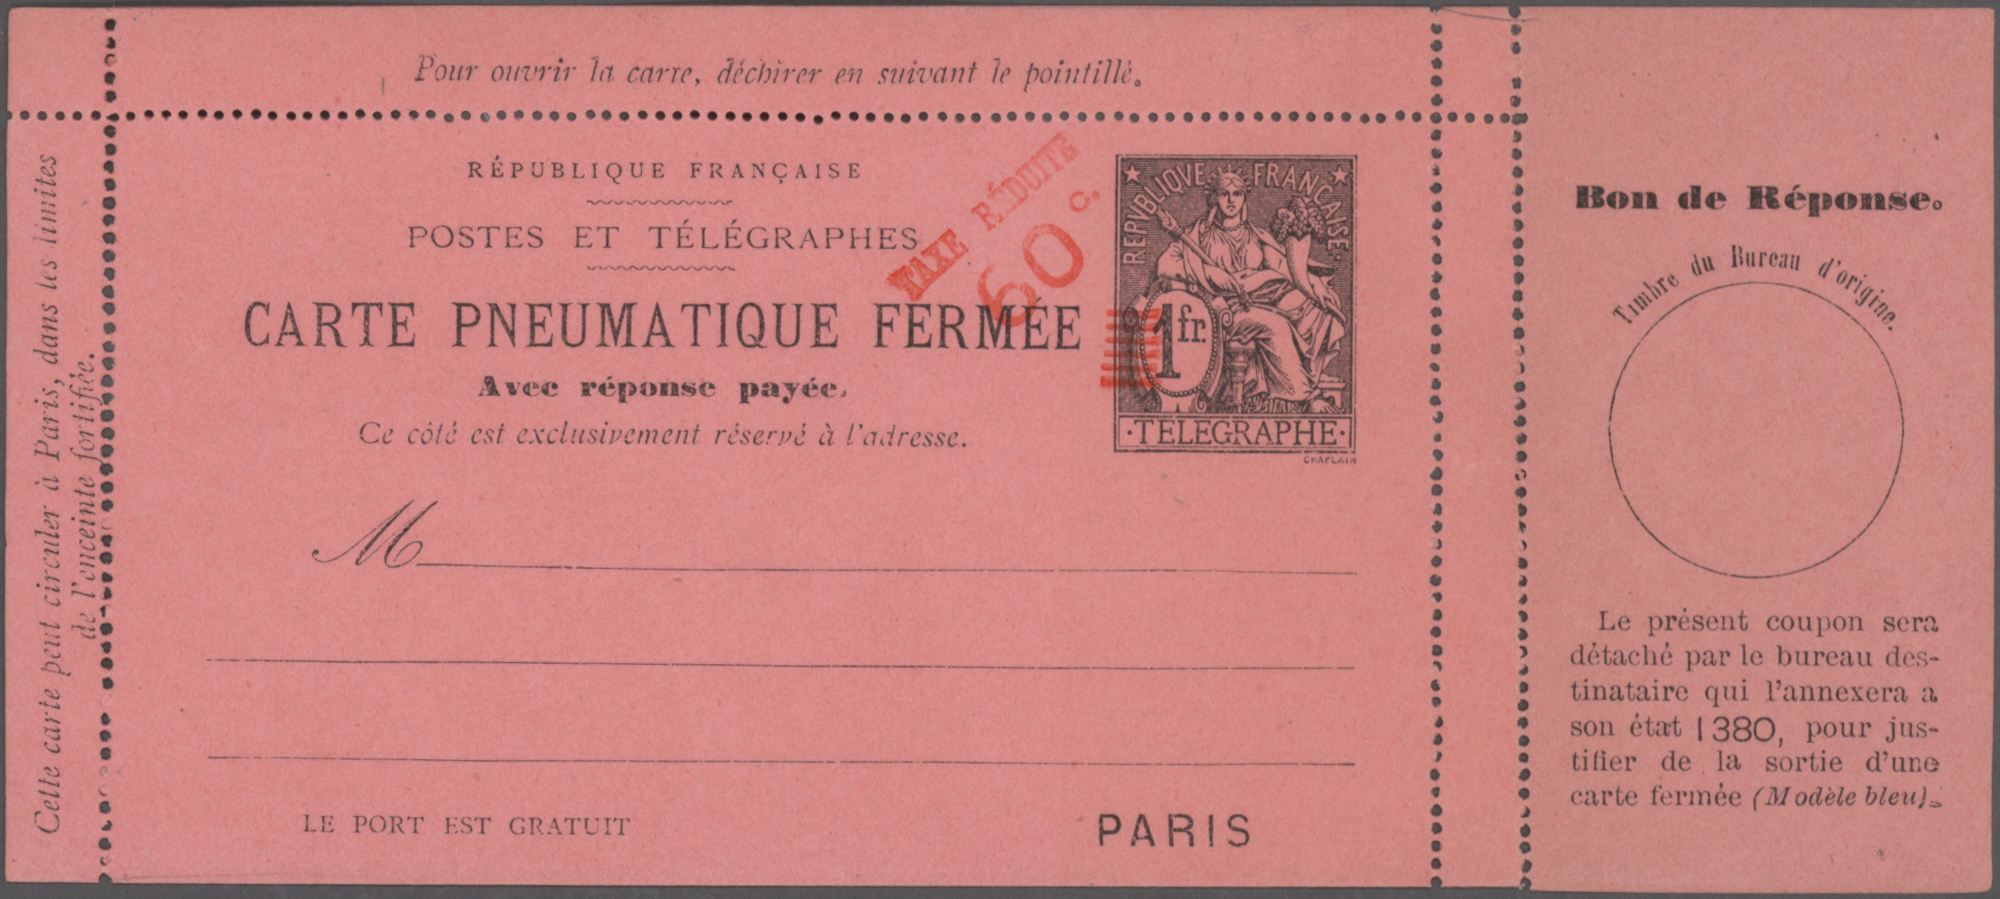 Pour ouvrir la carte, déchirer en suivant le pointillé.
Cette carte peut circuler à Paris, dans les limites
de l'enceinte fortifiée.
RÉPUBLIQUE FRANÇAISE
POSTES ET TÉLÉGRAPHES
CARTE PNEUMATIQUE FERMÉE
Avec réponse payée.
Ce côté est exclusivement réservé à l'adresse.
TAXE RÉDUITE
60 c.
REPVBLIQVE FRANÇAISE
1 fr.
·TELEGRAPHE·
CHAPLAIN
M
LE PORT EST GRATUIT
PARIS
Bon de Réponse.
Timbre du Bureau d'origine.
Le présent coupon sera
détaché par le bureau des-
tinataire qui l'annexera a
son état 1380, pour jus-
tifier de la sortie d'une
carte fermée (Modèle bleu).